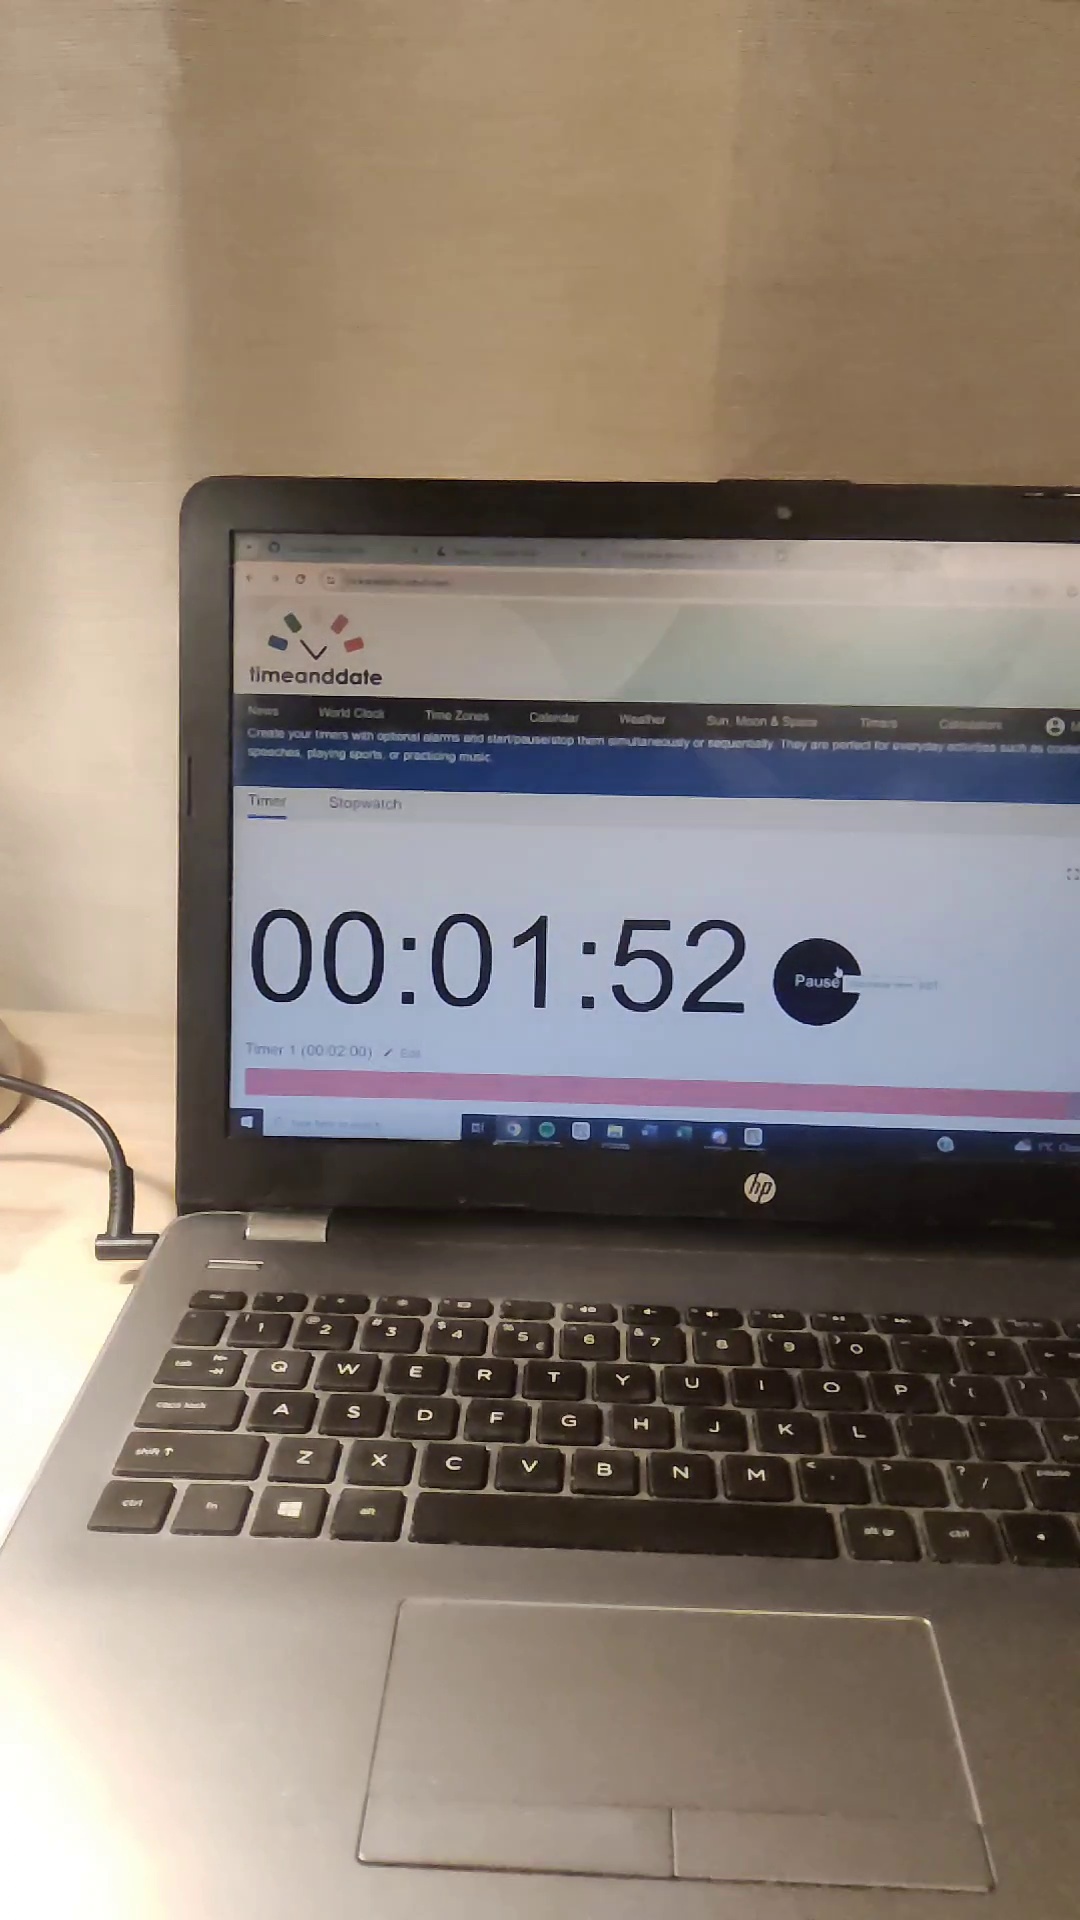 timeanddate
News World Clock Time Zones Calendar Weather Sun, Moon & Space Timers Calculators
Create your timers with optional alarms and start/pause/stop them simultaneously or sequentially. They are perfect for everyday activities such as
speeches, playing sports, or practicing music.
Timer Stopwatch
00:01:52 Pause
Timer 1 (00:02:00) Edit
1°C
hp
1 2 3 4 5 € 6 7 8 9 0
tab Q W E R T Y U I O P
caps lock A S D F G H J K L
shift ↑ Z X C V B N M < , > . ? / pause
ctrl fn alt alt gr ctrl